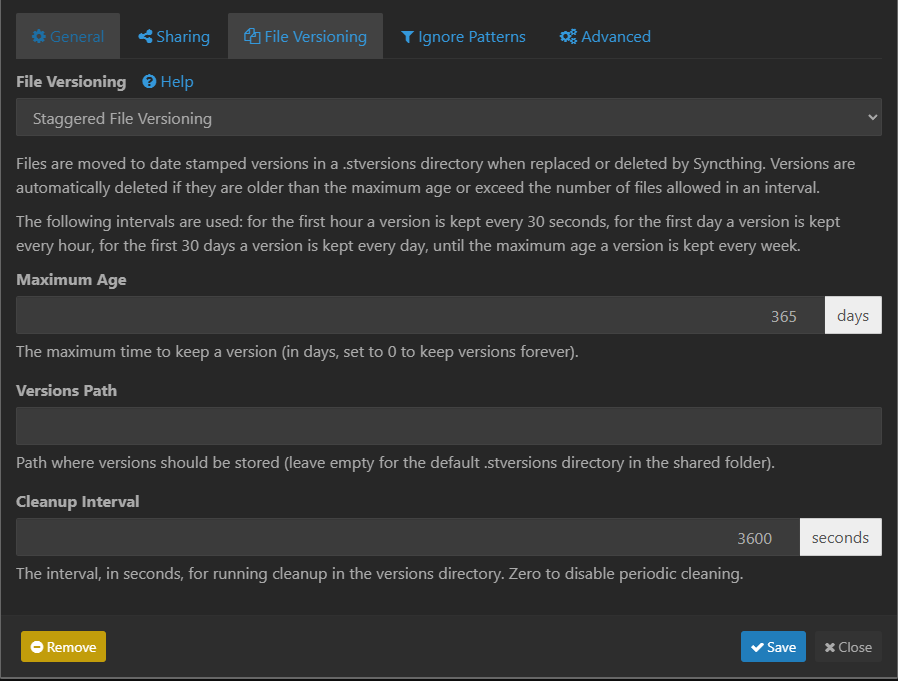 General Sharing File Versioning Ignore Patterns Advanced
File Versioning Help
Staggered File Versioning
Files are moved to date stamped versions in a .stversions directory when replaced or deleted by Syncthing. Versions are
automatically deleted if they are older than the maximum age or exceed the number of files allowed in an interval.
The following intervals are used: for the first hour a version is kept every 30 seconds, for the first day a version is kept
every hour, for the first 30 days a version is kept every day, until the maximum age a version is kept every week.
Maximum Age
365 days
The maximum time to keep a version (in days, set to 0 to keep versions forever).
Versions Path
Path where versions should be stored (leave empty for the default .stversions directory in the shared folder).
Cleanup Interval
3600 seconds
The interval, in seconds, for running cleanup in the versions directory. Zero to disable periodic cleaning.
Remove Save Close